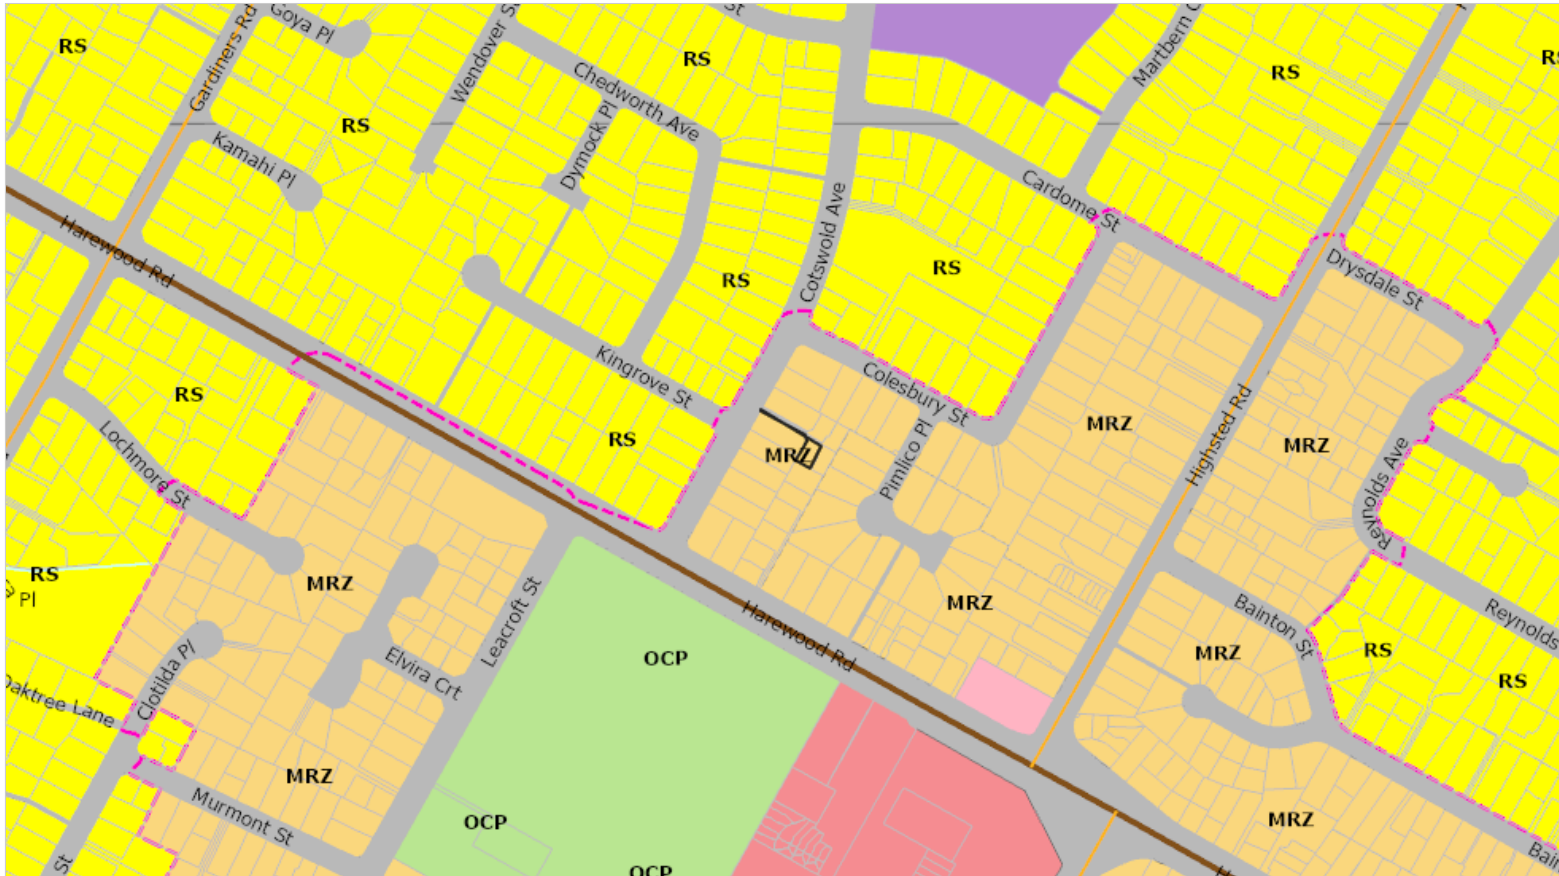 St
Goya Pl
Gardiners Rd
Wendover St
Martbern C
RS
RS
RS
RS
Chedworth Ave
Dymock Pl
RS
Kamahi Pl
Cardome St
Cotswold Ave
Harewood Rd
RS
RS
Drysdale St
Kingrove St
Colesbury St
RS
Highsted Rd
MRZ
MRZ
RS
MRZ
Pimlico Pl
Reynolds Ave
Lochmore St
RS
Pl
MRZ
Leacroft St
MRZ
Harewood Rd
Bainton St
Reynolds
Clotilda Pl
Elvira Crt
OCP
MRZ
RS
RS
Oaktree Lane
MRZ
Murmont St
OCP
MRZ
St
OCP
Bain